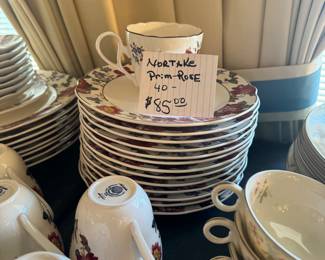 NORTAKE
Prim-ROSE
40-
$85.00